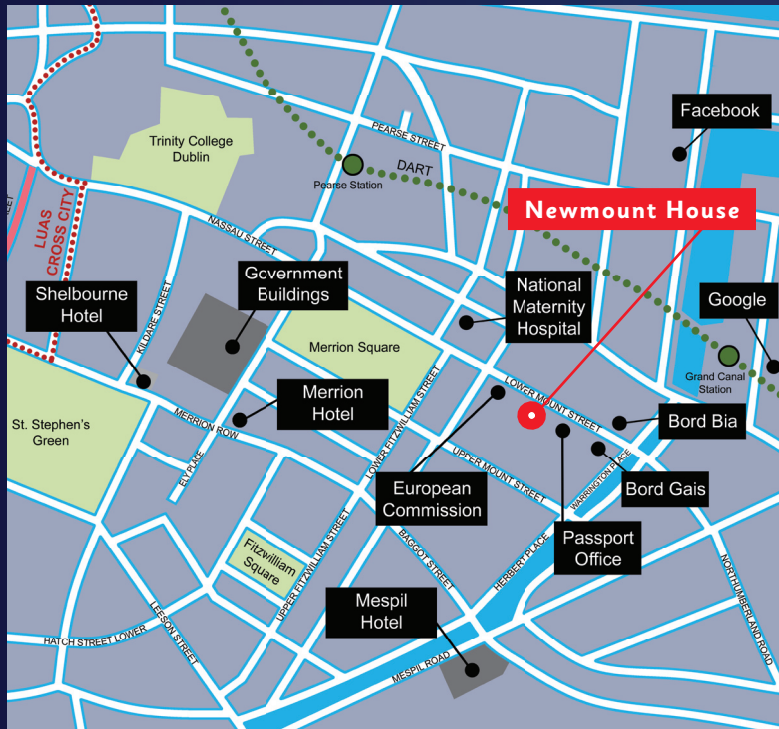 Facebook
PEARSE STREET
Trinity College
Dublin
DART
Pearse Station
Newmount House
LUAS
CROSS CITY
NASSAU STREET
Government
Buildings
National
Maternity
Hospital
Google
Shelbourne
Hotel
KILDARE STREET
Merrion Square
Grand Canal
Station
LOWER MOUNT STREET
Merrion
Hotel
MERRION ROW
St. Stephen's
Green
ELY PLACE
LOWER FITZWILLIAM STREET
Bord Bia
European
Commission
UPPER MOUNT STREET
WARRINGTON PLACE
Bord Gais
Passport
Office
Fitzwilliam
Square
UPPER FITZWILLIAM STREET
BAGGOT STREET
HERBERT PLACE
NORTHUMBERLAND ROAD
Mespil
Hotel
LEESON STREET
HATCH STREET LOWER
MESPIL ROAD